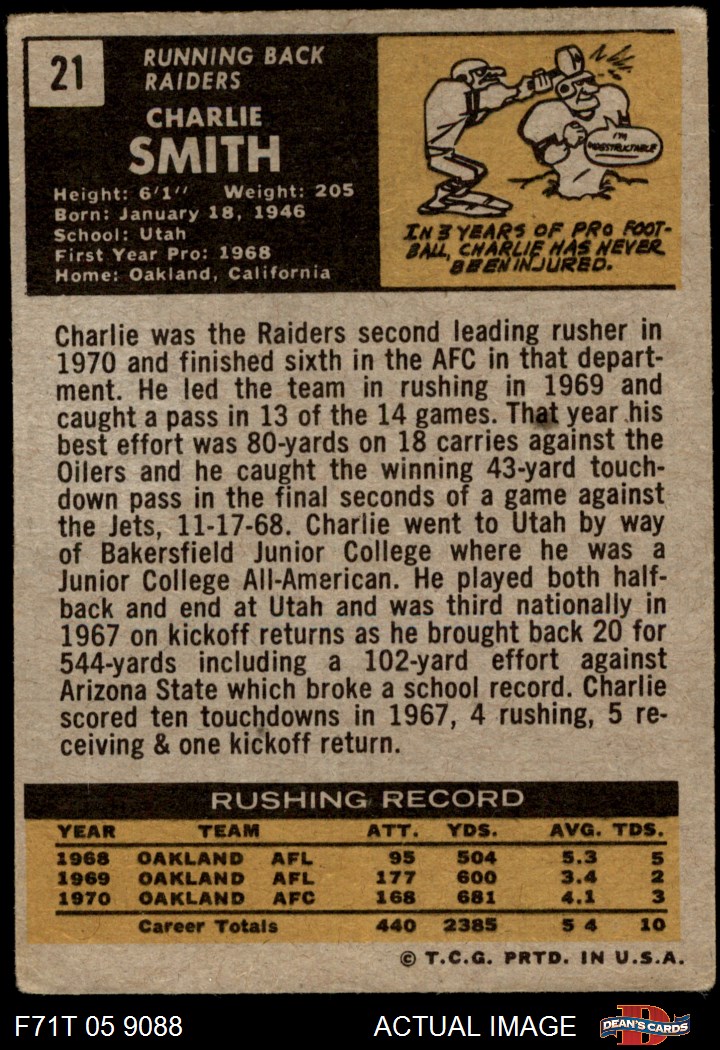 21
RUNNING BACK
RAIDERS
CHARLIE
SMITH
Height: 6'1'' Weight: 205
Born: January 18, 1946
School: Utah
First Year Pro: 1968
Home: Oakland, California
I'M
INDESTRUCTABLE
IN 3 YEARS OF PRO FOOT-
BALL, CHARLIE HAS NEVER
BEEN INJURED.
Charlie was the Raiders second leading rusher in
1970 and finished sixth in the AFC in that depart-
ment. He led the team in rushing in 1969 and
caught a pass in 13 of the 14 games. That year his
best effort was 80-yards on 18 carries against the
Oilers and he caught the winning 43-yard touch-
down pass in the final seconds of a game against
the Jets, 11-17-68. Charlie went to Utah by way
of Bakersfield Junior College where he was a
Junior College All-American. He played both half-
back and end at Utah and was third nationally in
1967 on kickoff returns as he brought back 20 for
544-yards including a 102-yard effort against
Arizona State which broke a school record. Charlie
scored ten touchdowns in 1967, 4 rushing, 5 re-
ceiving & one kickoff return.
RUSHING RECORD
YEAR TEAM ATT. YDS. AVG. TDS.
1968 OAKLAND AFL 95 504 5.3 5
1969 OAKLAND AFL 177 600 3.4 2
1970 OAKLAND AFC 168 681 4.1 3
Career Totals 440 2385 5 4 10
© T.C.G. PRTD. IN U.S.A.
F71T 05 9088 ACTUAL IMAGE D DEAN'S CARDS